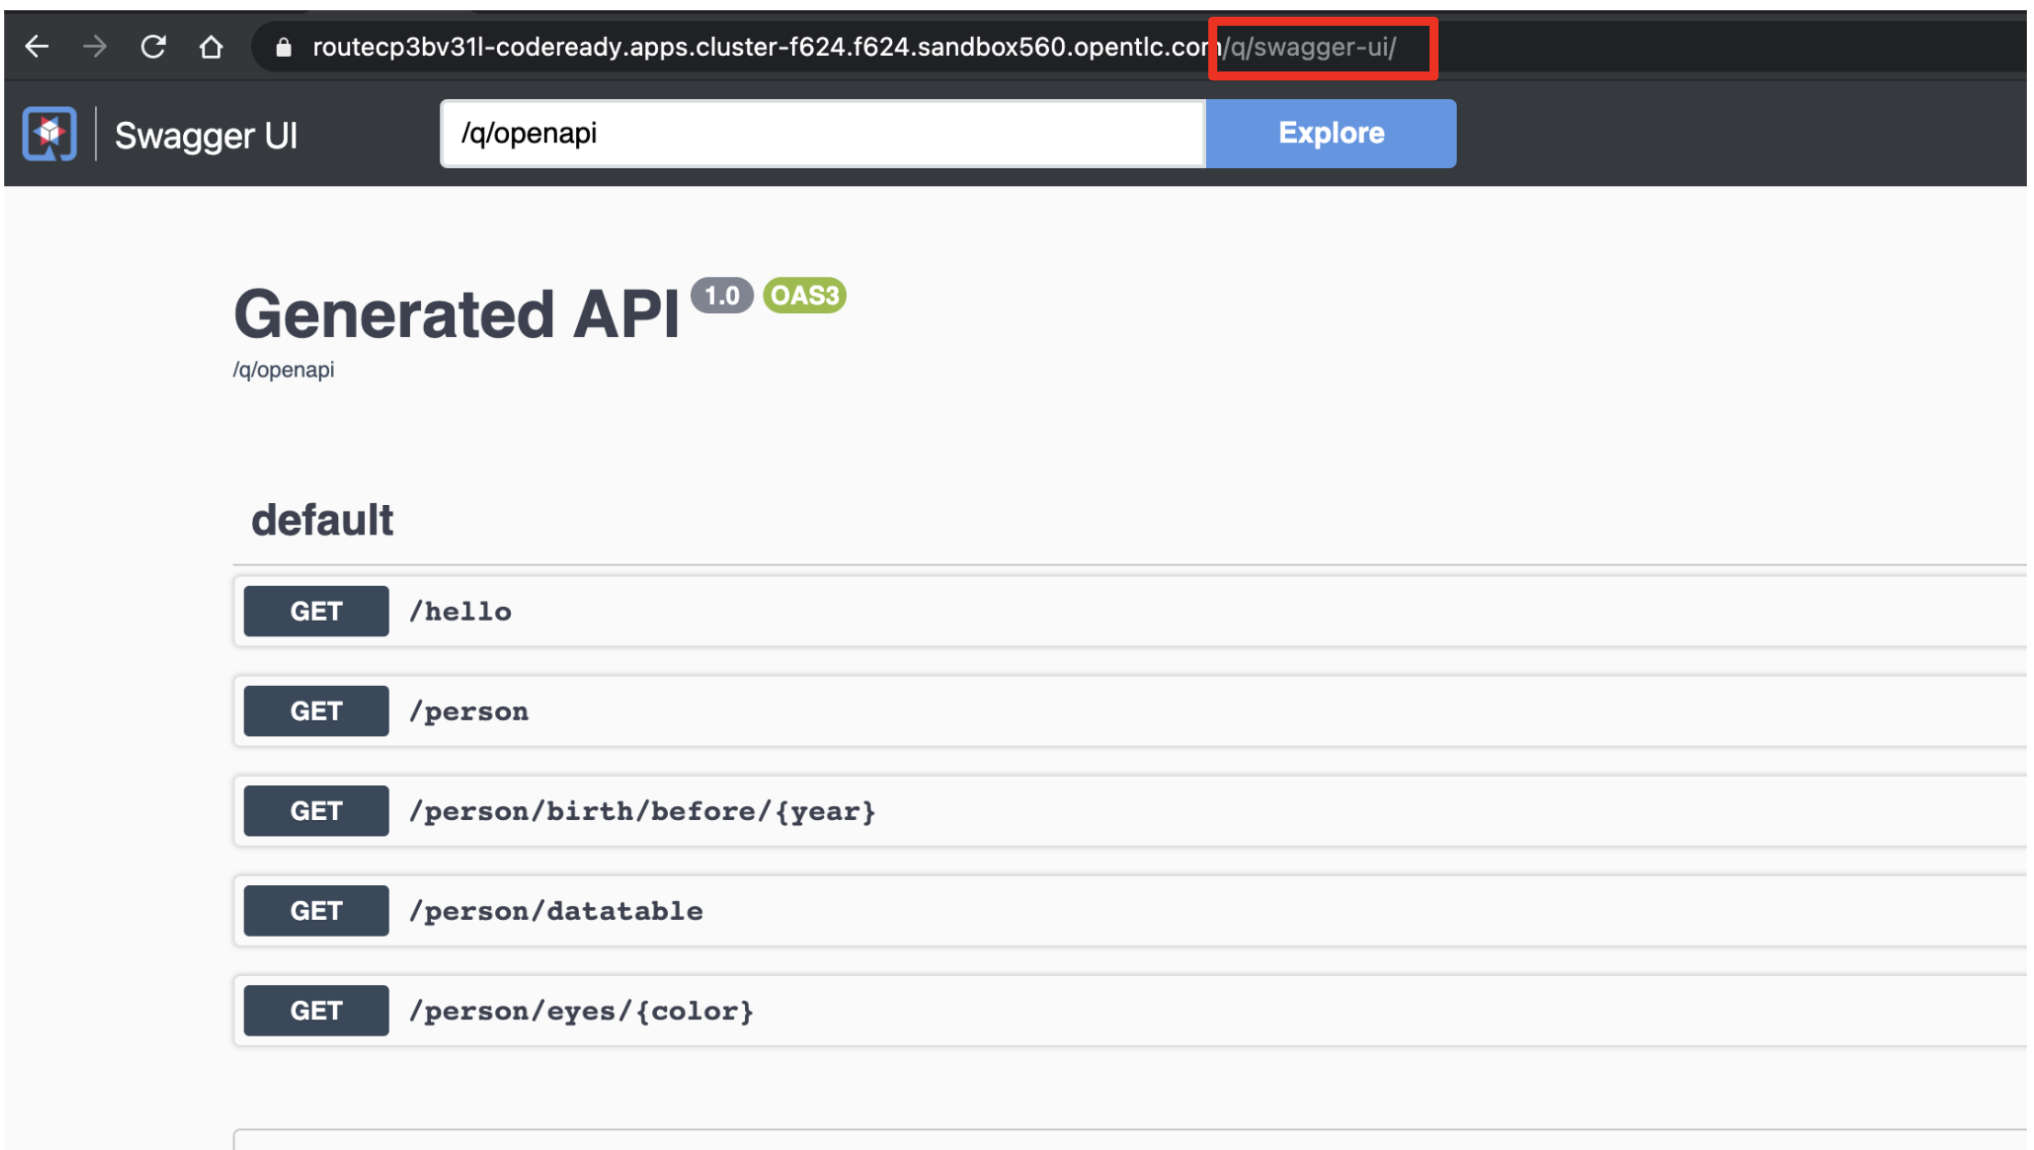 routecp3bv31l-codeready.apps.cluster-f624.f624.sandbox560.opentlc.com/q/swagger-ui/
Swagger UI
/q/openapi
Explore
Generated API 1.0 OAS3
/q/openapi
default
GET /hello
GET /person
GET /person/birth/before/{year}
GET /person/datatable
GET /person/eyes/{color}